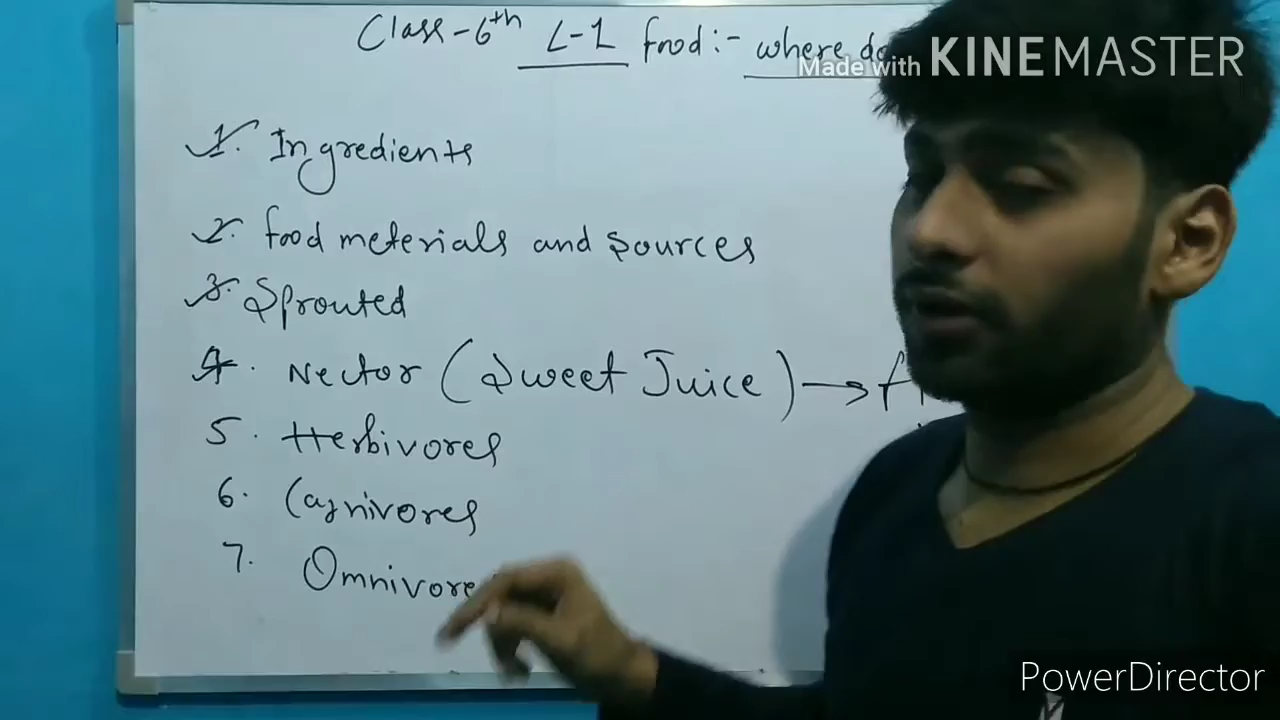 Class-6th L-1 food:- where do
Made with KINEMASTER
1. Ingredients
2. food meterials and sources
3. Sprouted
4. Nector (Sweet Juice) →
5. Herbivores
6. Carnivores
7. Omnivores
PowerDirector